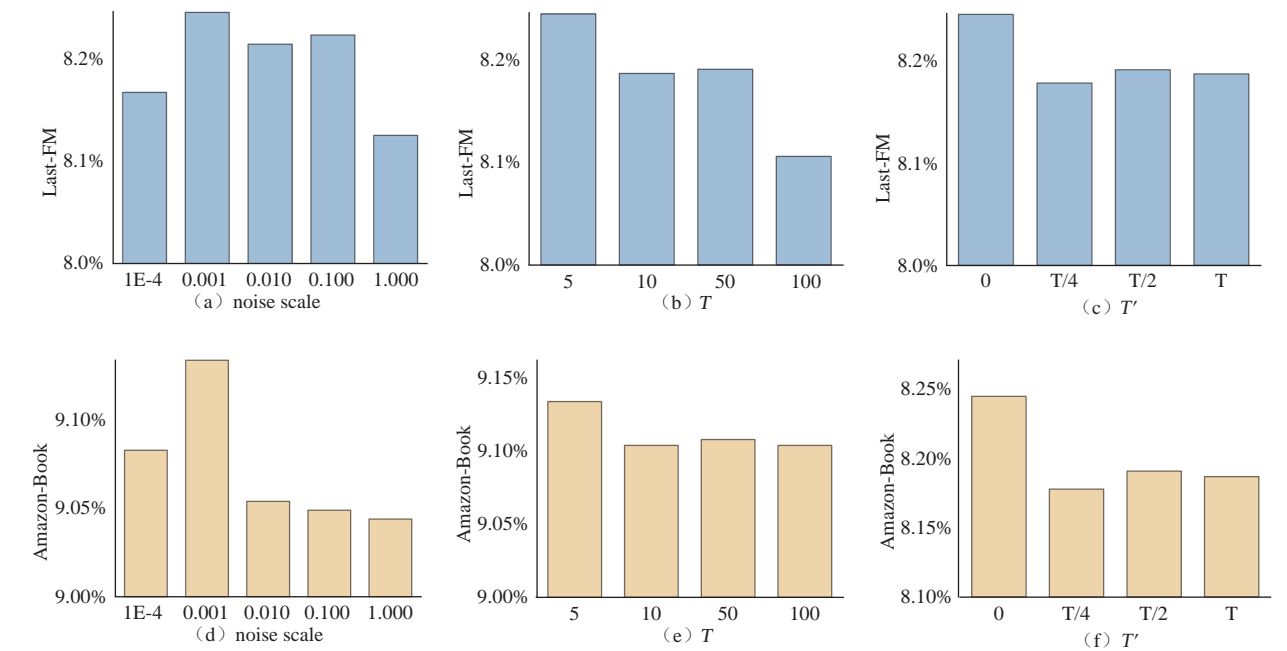 8.2%
8.1%
8.0%
Last-FM
1E-4 0.001 0.010 0.100 1.000
（a）noise scale
8.2%
8.1%
8.0%
Last-FM
5 10 50 100
（b）T
8.2%
8.1%
8.0%
Last-FM
0 T/4 T/2 T
（c）T′
9.10%
9.05%
9.00%
Amazon-Book
1E-4 0.001 0.010 0.100 1.000
（d）noise scale
9.15%
9.10%
9.05%
9.00%
Amazon-Book
5 10 50 100
（e）T
8.25%
8.20%
8.15%
8.10%
Amazon-Book
0 T/4 T/2 T
（f）T′